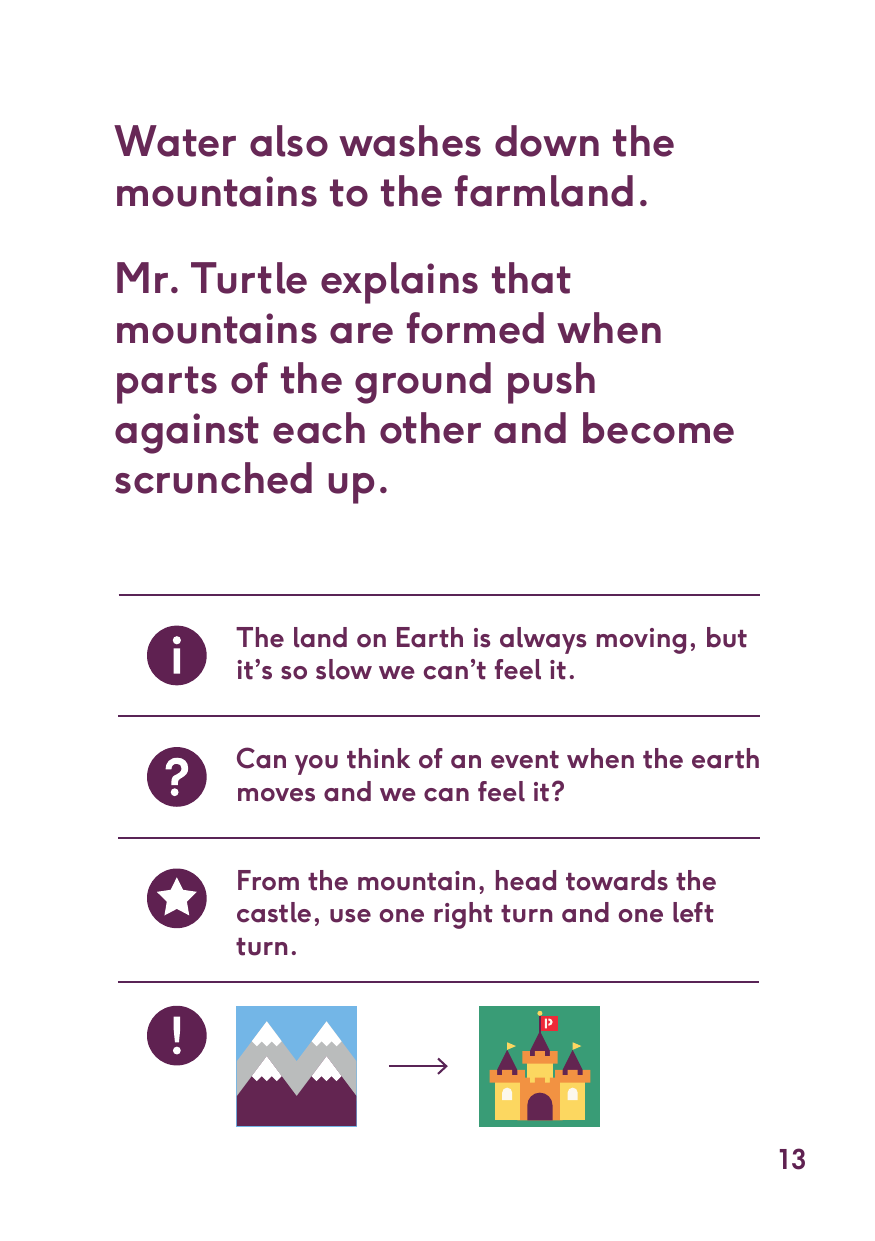 Water also washes down the
mountains to the farmland.
Mr. Turtle explains that
mountains are formed when
parts of the ground push
against each other and become
scrunched up.
The land on Earth is always moving, but
it’s so slow we can’t feel it.
Can you think of an event when the earth
moves and we can feel it?
From the mountain, head towards the
castle, use one right turn and one left
turn.
13